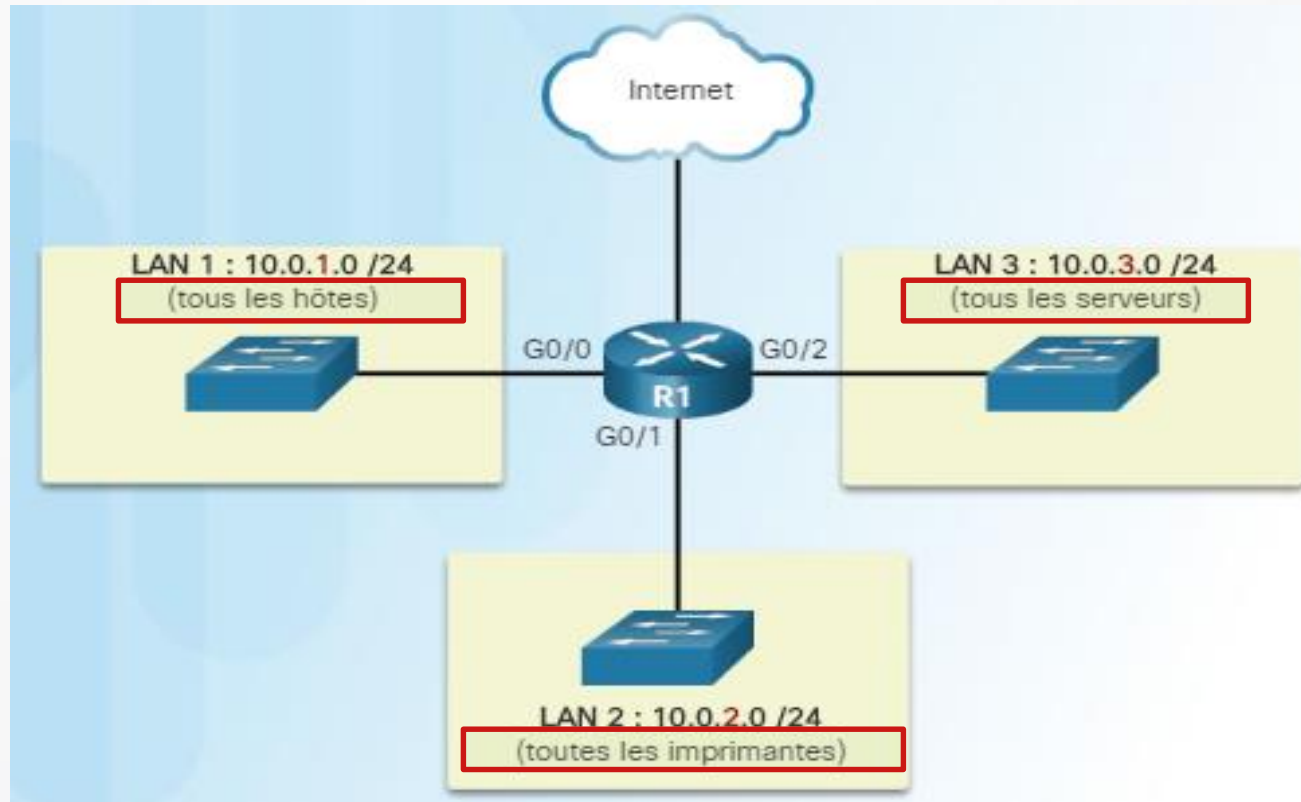 Internet
LAN 1 : 10.0.1.0 /24
(tous les hôtes)
LAN 3 : 10.0.3.0 /24
(tous les serveurs)
G0/0
G0/2
R1
G0/1
LAN 2 : 10.0.2.0 /24
(toutes les imprimantes)